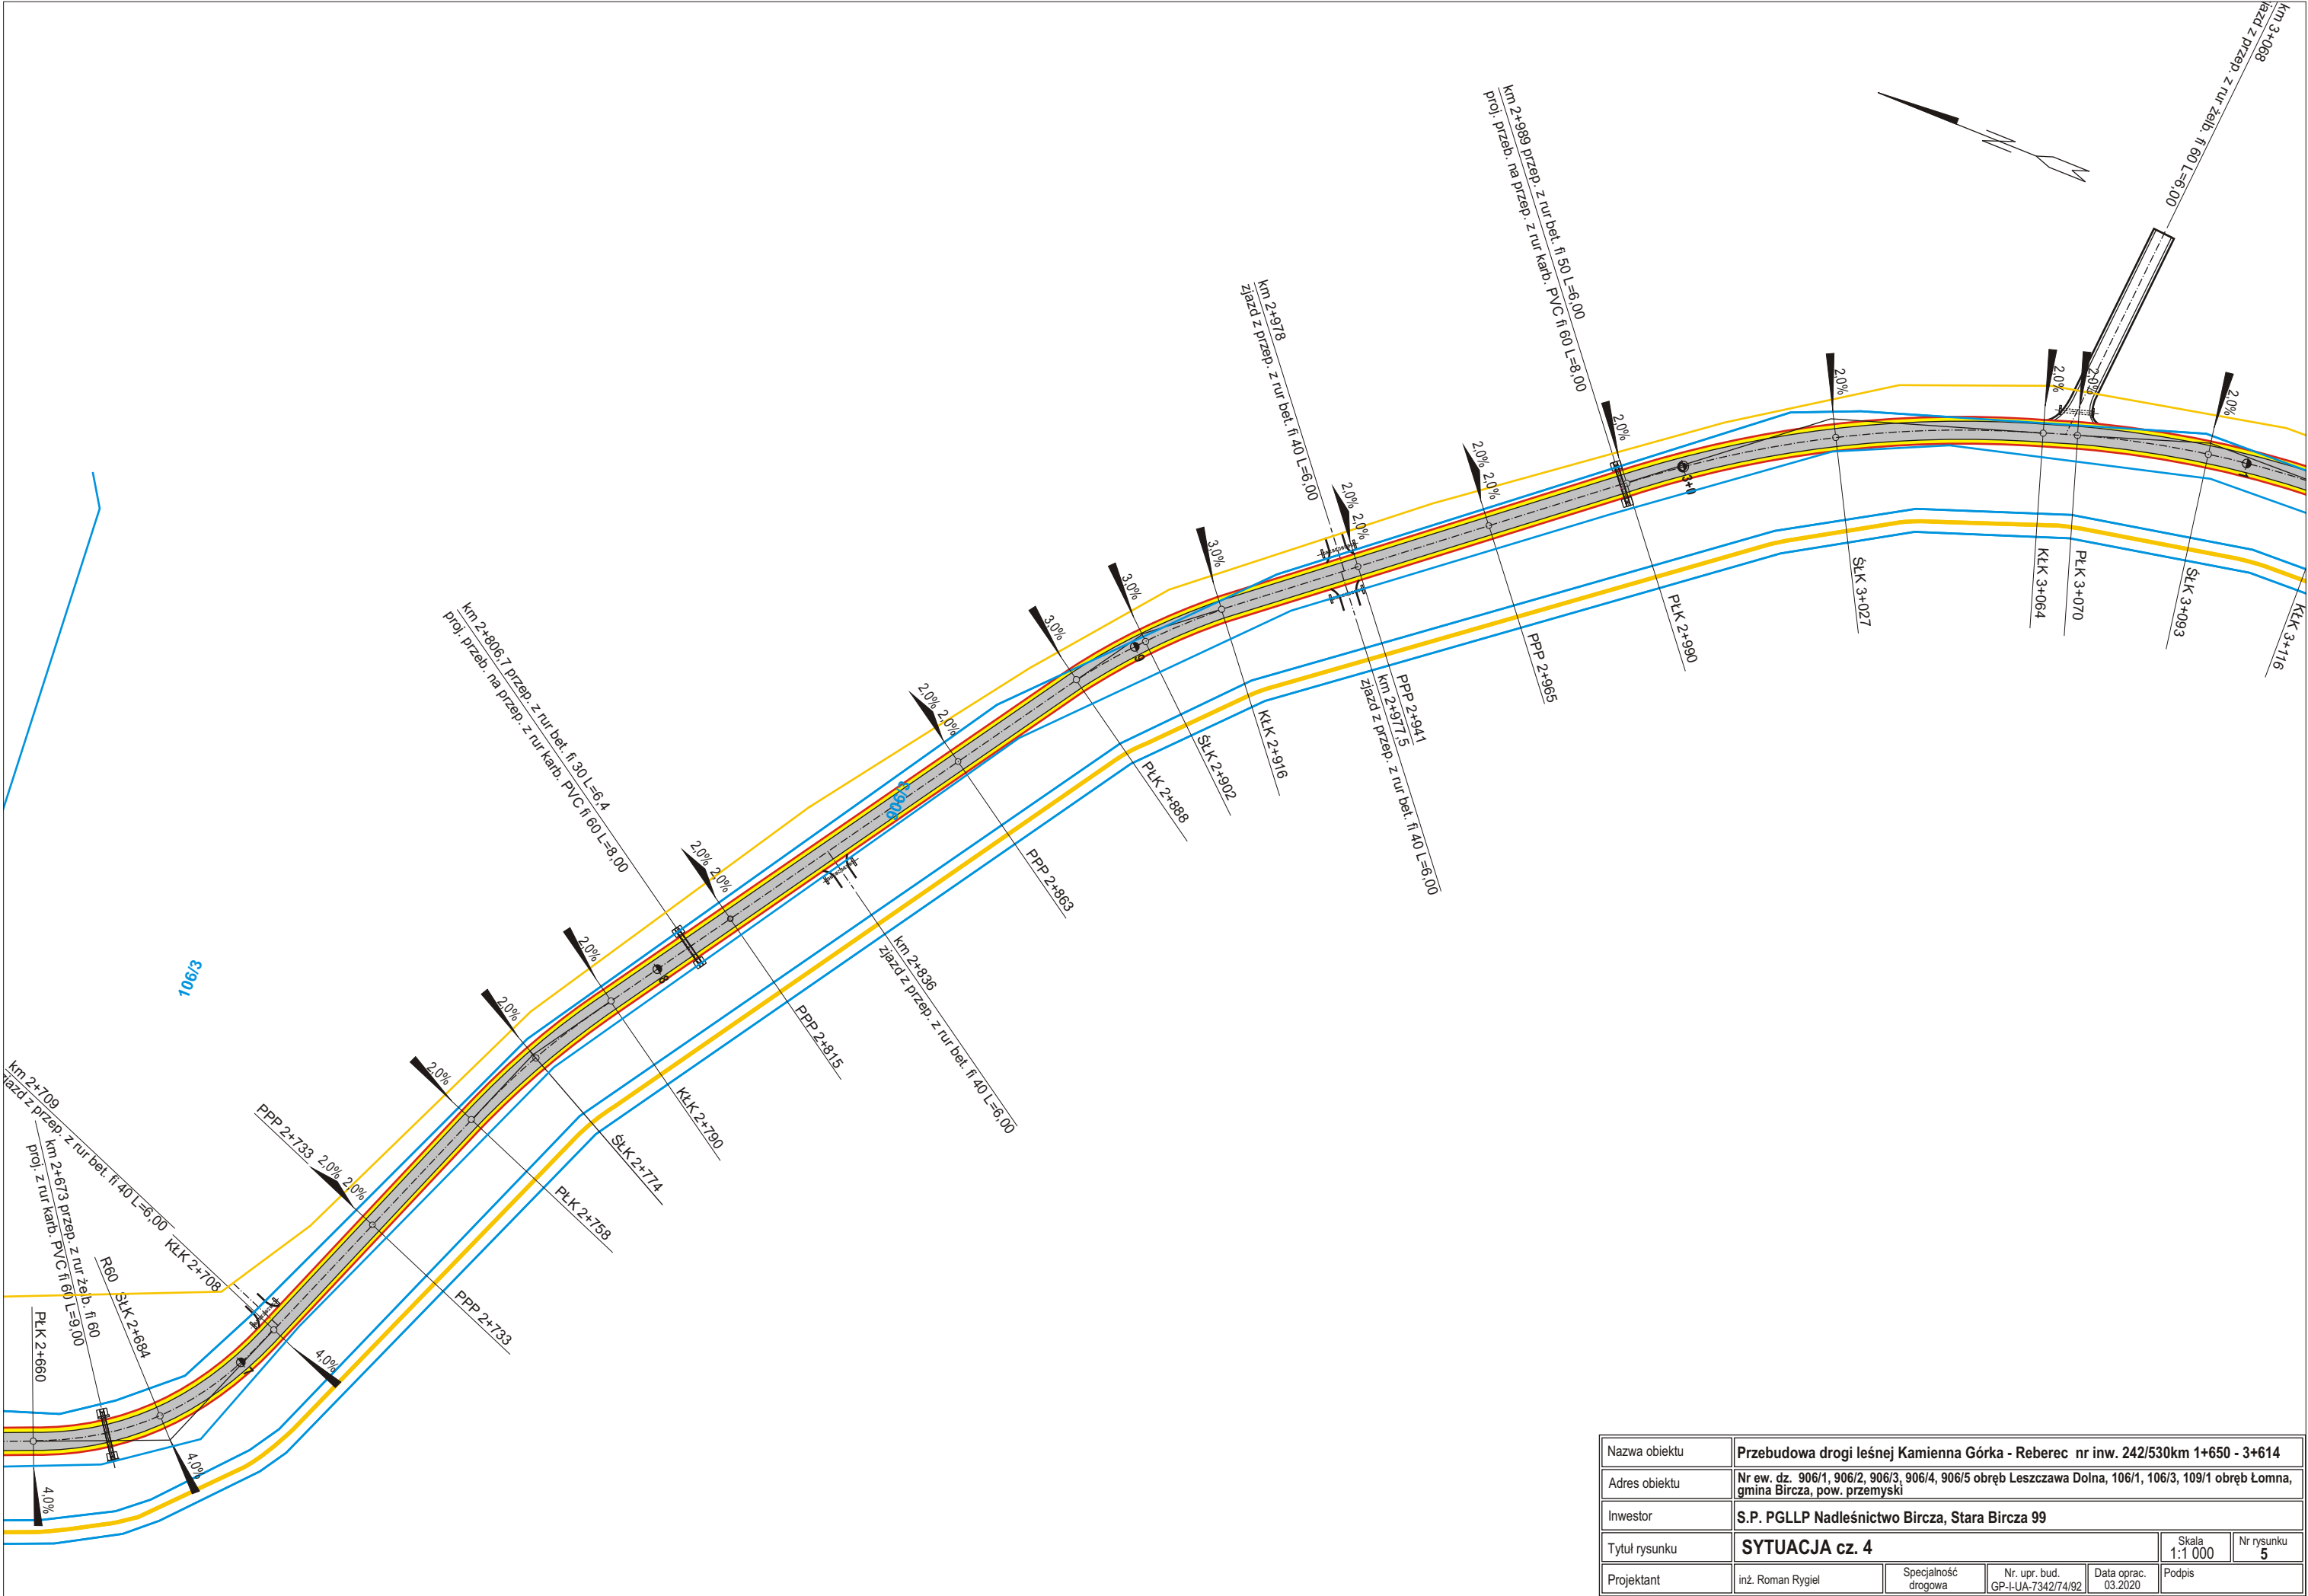 km 3+068
jazd z przep. z rur żelb. fi 60 L=6,00
km 2+989 przep. z rur bet. fi 50 L=6,00
proj. przeb. na przep. z rur karb. PVC fi 60 L=8,00
km 2+978
zjazd z przep. z rur bet. fi 40 L=6,00
2,0%
2,0%
2,0%
2,0%
2,0%
2,0% 2,0%
2,0% 2,0%
3,0%
3,0%
3,0%
3+0
1
9
ŚŁK 3+027
KŁK 3+064
PŁK 3+070
ŚŁK 3+093
KŁK 3+116
PŁK 2+990
PPP 2+965
PPP 2+941
km 2+977,5
zjazd z przep. z rur bet. fi 40 L=6,00
KŁK 2+916
ŚŁK 2+902
PŁK 2+888
km 2+806,7 przep. z rur bet. fi 30 L=6,4
proj. przeb. na przep. z rur karb. PVC fi 60 L=8,00
2,0% 2,0%
906/3
PPP 2+863
2,0% 2,0%
km 2+836
zjazd z przep. z rur bet. fi 40 L=6,00
PPP 2+815
8
2,0%
2,0%
2,0%
106/3
KŁK 2+790
ŚŁK 2+774
PŁK 2+758
km 2+709
zjazd z przep. z rur bet. fi 40 L=6,00
PPP 2+733 2,0% 2,0%
PPP 2+733
KŁK 2+708
km 2+673 przep. z rur żelb. fi 60
proj. z rur karb. PVC fi 60 L=9,00
R60 ŚŁK 2+684
PŁK 2+660
7
4,0%
4,0%
4,0%
Nazwa obiektu Przebudowa drogi leśnej Kamienna Górka - Reberec nr inw. 242/530km 1+650 - 3+614
Adres obiektu Nr ew. dz. 906/1, 906/2, 906/3, 906/4, 906/5 obręb Leszczawa Dolna, 106/1, 106/3, 109/1 obręb Łomna,
gmina Bircza, pow. przemyski
Inwestor S.P. PGLLP Nadleśnictwo Bircza, Stara Bircza 99
Tytuł rysunku SYTUACJA cz. 4 Skala 1:1 000 Nr rysunku 5
Projektant inż. Roman Rygiel Specjalność drogowa Nr. upr. bud. GP-I-UA-7342/74/92 Data oprac. 03.2020 Podpis